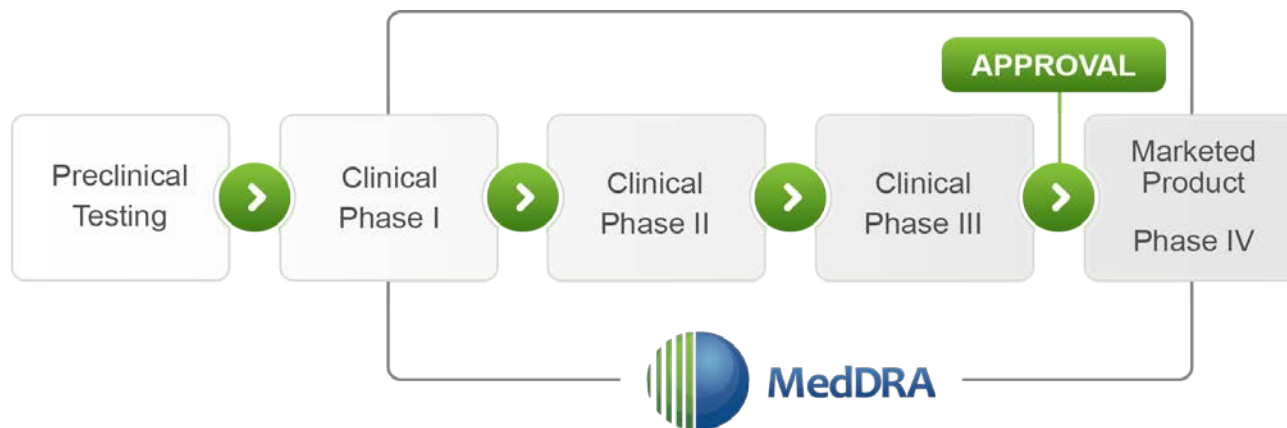 APPROVAL
Preclinical
Testing
Clinical
Phase I
Clinical
Phase II
Clinical
Phase III
Marketed
Product
Phase IV
MedDRA